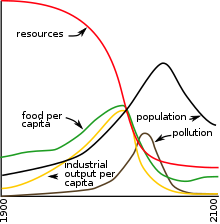 resources
food per
capita
population
pollution
industrial
output per
capita
1900
2100